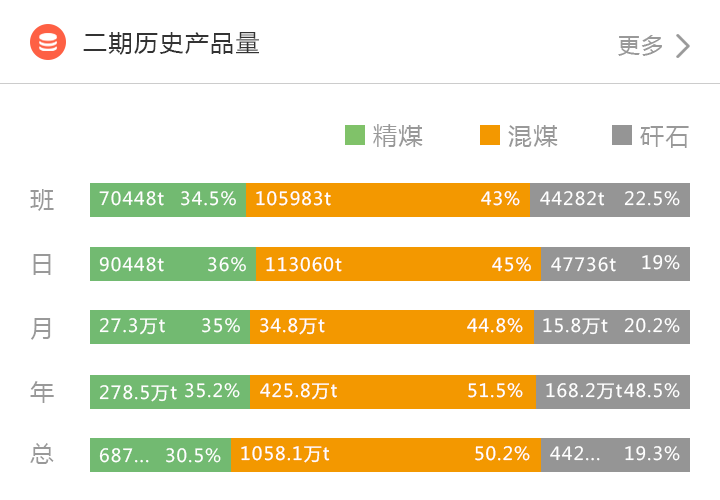 二期历史产品量 更多
精煤 混煤 矸石
班 70448t 34.5% 105983t 43% 44282t 22.5%
日 90448t 36% 113060t 45% 47736t 19%
月 27.3万t 35% 34.8万t 44.8% 15.8万t 20.2%
年 278.5万t 35.2% 425.8万t 51.5% 168.2万t 48.5%
总 687... 30.5% 1058.1万t 50.2% 442... 19.3%